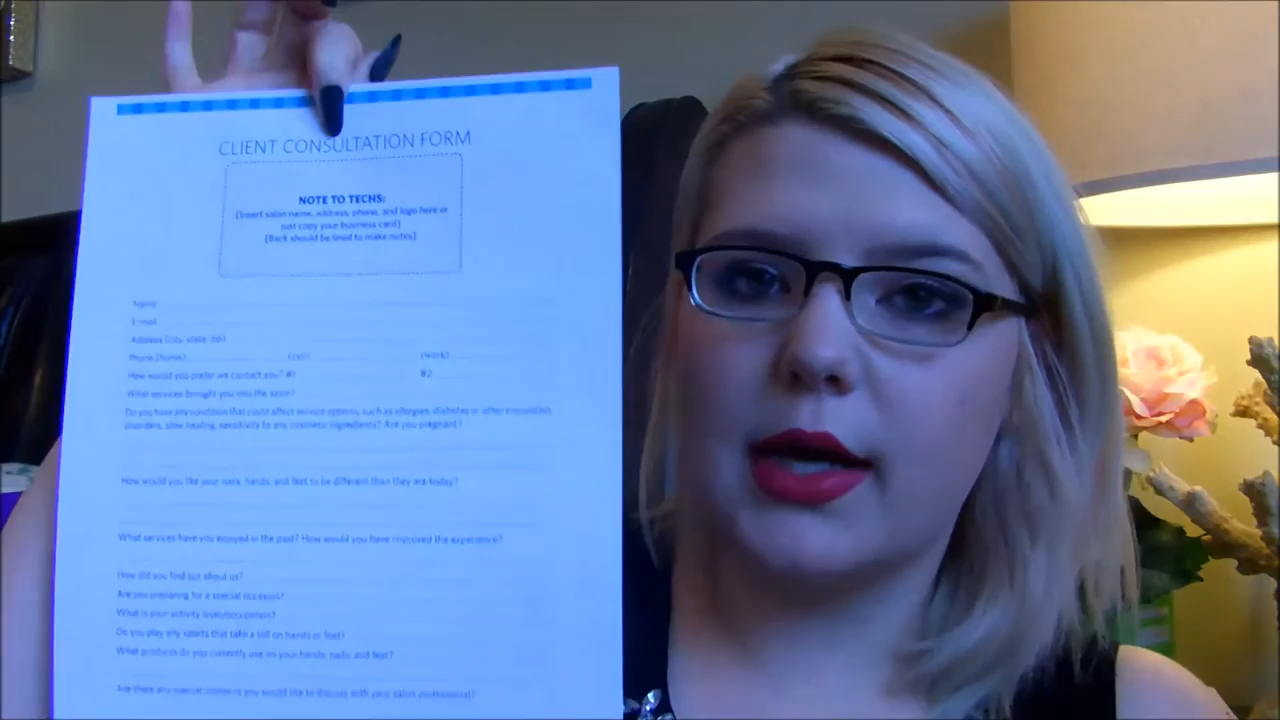 CLIENT CONSULTATION FORM
NOTE TO TECHS:
[Insert salon name, address, phone, and logo here or
just copy your business card]
[Back should be lined to make notes]
Name
E-mail
Address (city, state, zip)
Phone (home) (cell) (work)
How would you prefer we contact you? #1 #2
What services brought you into the salon?
Do you have any condition that could affect service options, such as allergies, diabetes or other
disorders, slow healing, sensitivity to any cosmetic ingredients? Are you pregnant?
How would you like your nails, hands, and feet to be different than they are today?
What services have you enjoyed in the past? How would you have improved the experience?
How did you find out about us?
Are you preparing for a special occasion?
What is your activity level/occupation?
Do you play any sports that take a toll on hands or feet?
What products do you currently use on your hands, nails, and feet?
Are there any special concerns you would like to discuss with your salon professional?